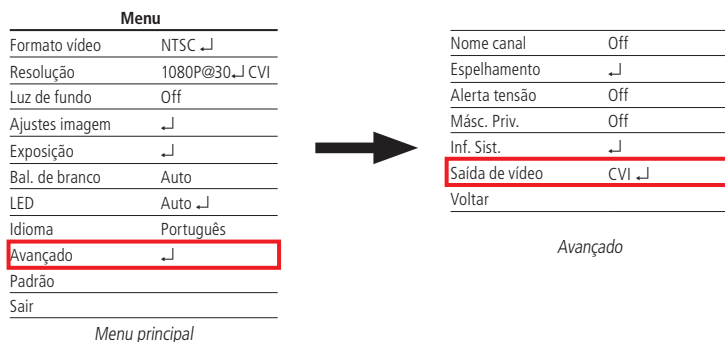 Menu
Formato vídeo NTSC ↵
Resolução 1080P@30↵ CVI
Luz de fundo Off
Ajustes imagem ↵
Exposição ↵
Bal. de branco Auto
LED Auto ↵
Idioma Português
Avançado ↵
Padrão
Sair
Menu principal
Nome canal Off
Espelhamento ↵
Alerta tensão Off
Másc. Priv. Off
Inf. Sist. ↵
Saída de vídeo CVI ↵
Voltar
Avançado